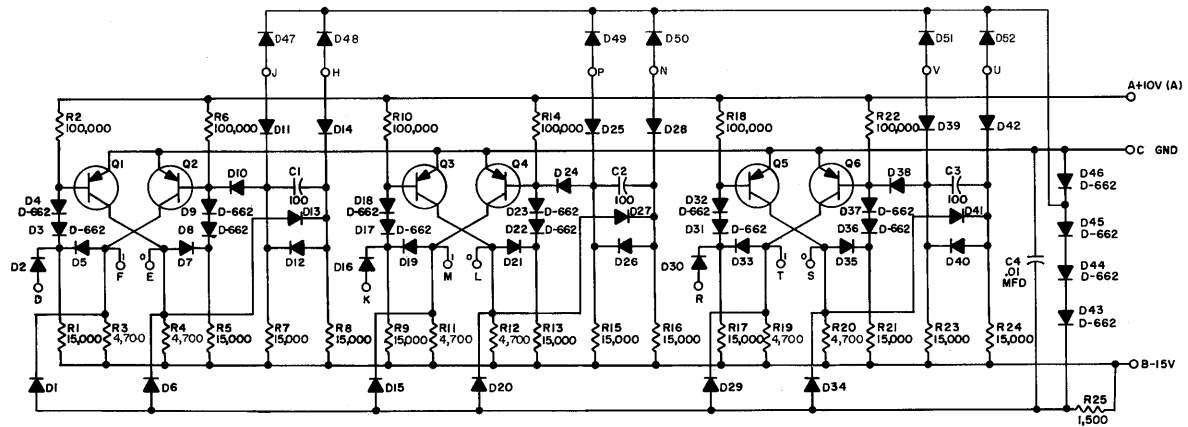 D47 D48 D49 D50 D51 D52
J H P N V U
A+10V (A)
R2 100,000 R6 100,000 D11 D14 R10 100,000 R14 100,000 D25 D28 R18 100,000 R22 100,000 D39 D42
C GND
Q1 Q2 D10 C1 100 Q3 Q4 D24 C2 100 Q5 Q6 D38 C3 100
D46 D-662
D4 D-662 D9 D-662 D13 D18 D-662 D23 D-662 D27 D32 D-662 D37 D-662 D41
D3 D8 D-662 D17 D-662 D22 D-662 D31 D-662 D36 D-662
D45 D-662
D2 D5 1 0 D7 D12 D16 D19 1 0 D21 D26 D30 D33 1 0 D35 D40
D F E K M L R T S
C4 .01 MFD
D44 D-662
D43 D-662
R1 15,000 R3 4,700 R4 4,700 R5 15,000 R7 15,000 R8 15,000 R9 15,000 R11 4,700 R12 4,700 R13 15,000 R15 15,000 R16 15,000 R17 15,000 R19 4,700 R20 4,700 R21 15,000 R23 15,000 R24 15,000
B-15V
D1 D6 D15 D20 D29 D34
R25 1,500